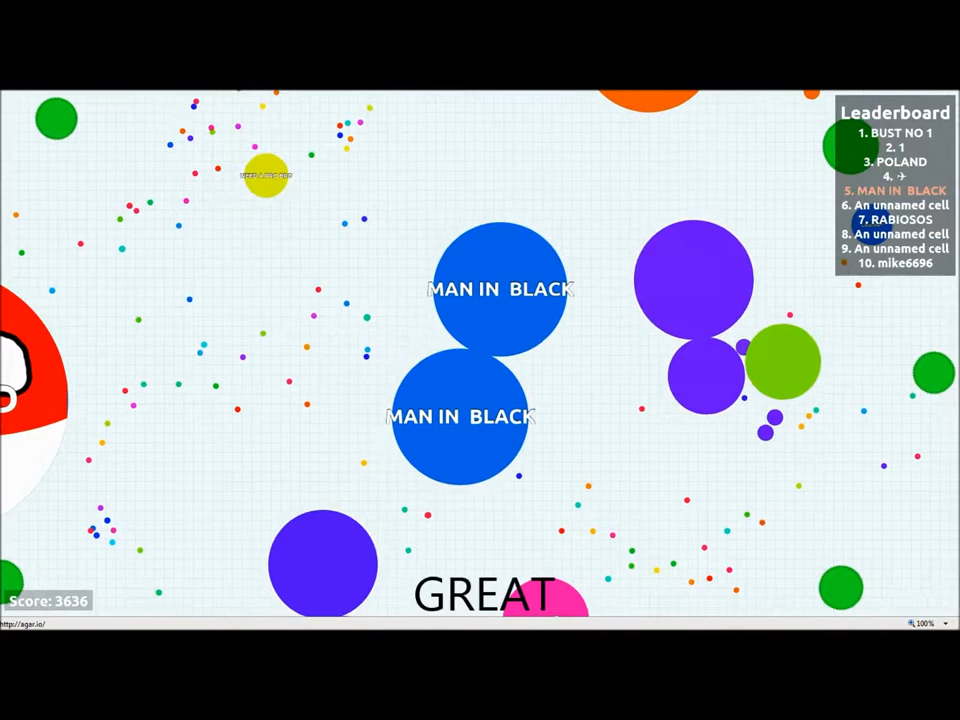 Leaderboard
1. BUST NO 1
2. 1
3. POLAND
4. ✈
5. MAN IN  BLACK
6. An unnamed cell
7. RABIOSOS
8. An unnamed cell
9. An unnamed cell
10. mike6696
MAN IN  BLACK
MAN IN  BLACK
GREAT
Score: 3636
http://agar.io/
100%